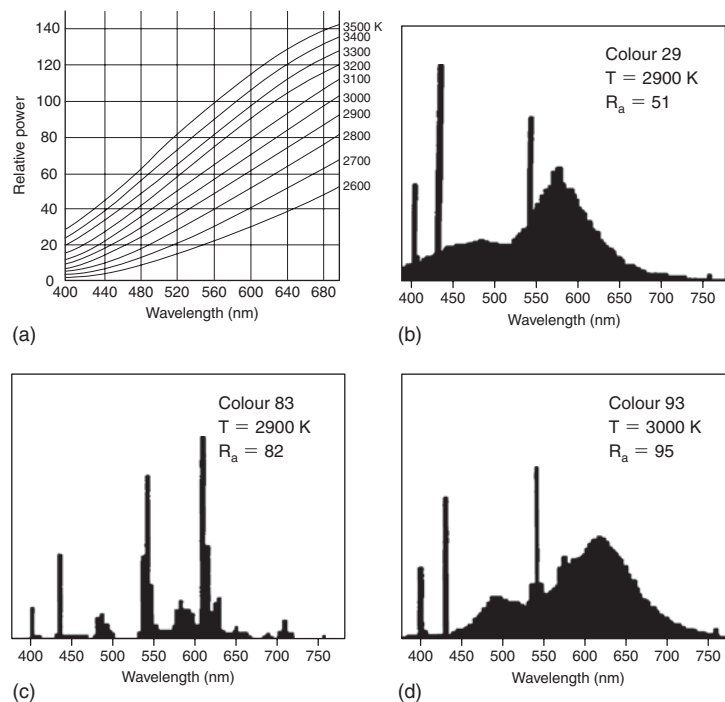 140
120
100
80
60
40
20
0
Relative power
3500 K
3400
3300
3200
3100
3000
2900
2800
2700
2600
400 440 480 520 560 600 640 680
Wavelength (nm)
(a)
Colour 29
T = 2900 K
Ra = 51
400 450 500 550 600 650 700 750
Wavelength (nm)
(b)
Colour 83
T = 2900 K
Ra = 82
400 450 500 550 600 650 700 750
Wavelength (nm)
(c)
Colour 93
T = 3000 K
Ra = 95
400 450 500 550 600 650 700 750
Wavelength (nm)
(d)